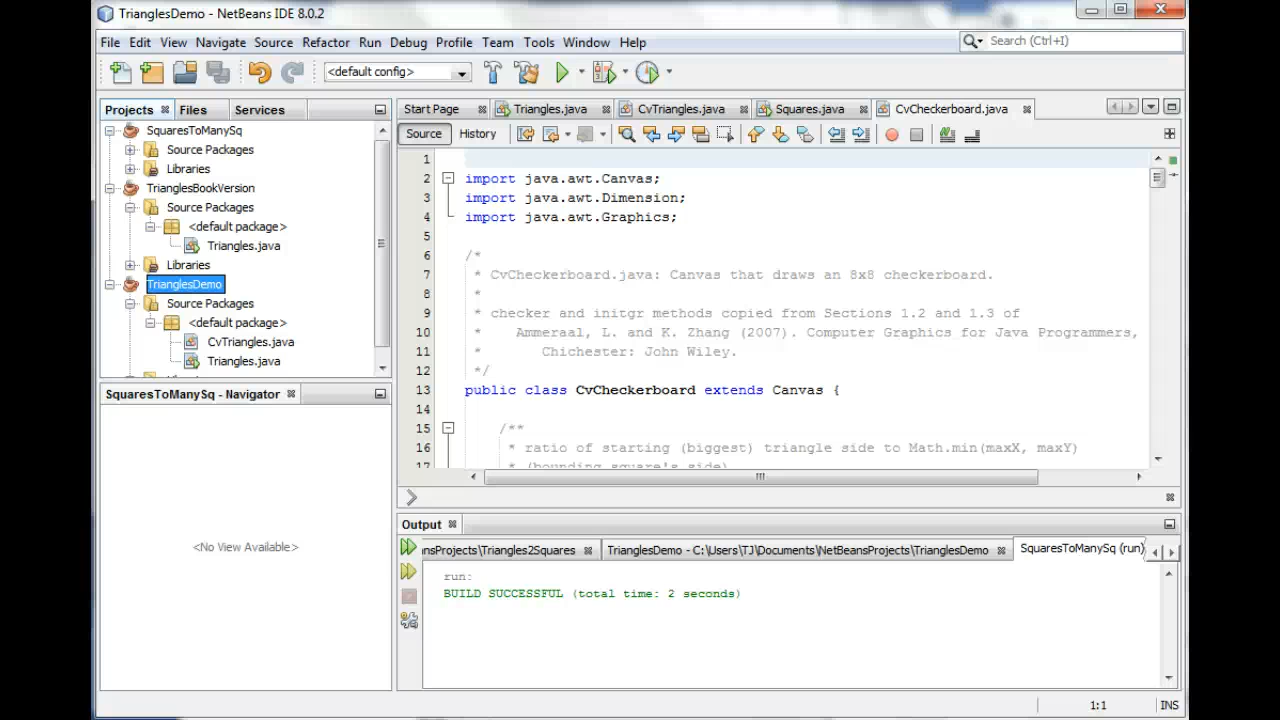 TrianglesDemo - NetBeans IDE 8.0.2
File Edit View Navigate Source Refactor Run Debug Profile Team Tools Window Help
Search (Ctrl+I)
<default config>
Projects Files Services
SquaresToManySq
Source Packages
Libraries
TrianglesBookVersion
Source Packages
<default package>
Triangles.java
Libraries
TrianglesDemo
Source Packages
<default package>
CvTriangles.java
Triangles.java
SquaresToManySq - Navigator
<No View Available>
Start Page Triangles.java CvTriangles.java Squares.java CvCheckerboard.java
Source History
1
2 import java.awt.Canvas;
3 import java.awt.Dimension;
4 import java.awt.Graphics;
5
6 /*
7 * CvCheckerboard.java: Canvas that draws an 8x8 checkerboard.
8 *
9 * checker and initgr methods copied from Sections 1.2 and 1.3 of
10 * Ammeraal, L. and K. Zhang (2007). Computer Graphics for Java Programmers,
11 * Chichester: John Wiley.
12 */
13 public class CvCheckerboard extends Canvas {
14
15 /**
16 * ratio of starting (biggest) triangle side to Math.min(maxX, maxY)
17 * (bounding square's side)
Output
nsProjects\Triangles2Squares TrianglesDemo - C:\Users\TJ\Documents\NetBeansProjects\TrianglesDemo SquaresToManySq (run)
run:
BUILD SUCCESSFUL (total time: 2 seconds)
1:1 INS